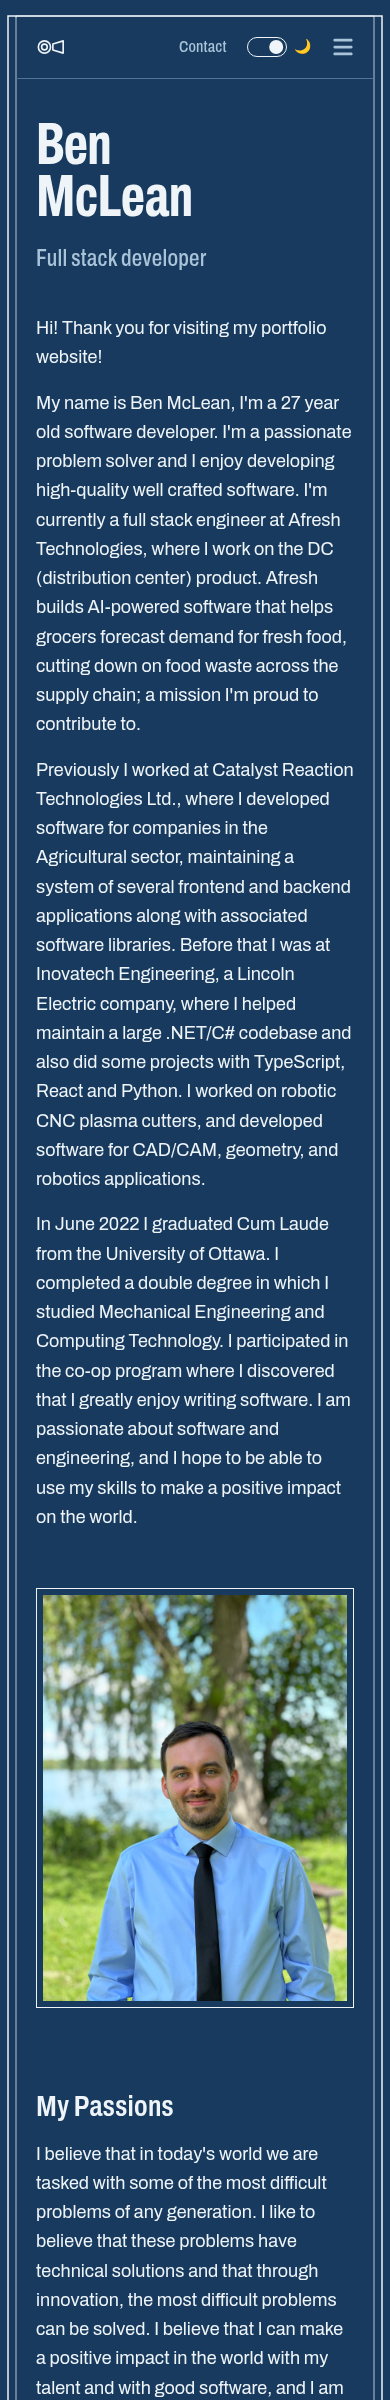 Contact
Ben
McLean
Full stack developer
Hi! Thank you for visiting my portfolio
website!
My name is Ben McLean, I'm a 27 year
old software developer. I'm a passionate
problem solver and I enjoy developing
high-quality well crafted software. I'm
currently a full stack engineer at Afresh
Technologies, where I work on the DC
(distribution center) product. Afresh
builds AI-powered software that helps
grocers forecast demand for fresh food,
cutting down on food waste across the
supply chain; a mission I'm proud to
contribute to.
Previously I worked at Catalyst Reaction
Technologies Ltd., where I developed
software for companies in the
Agricultural sector, maintaining a
system of several frontend and backend
applications along with associated
software libraries. Before that I was at
Inovatech Engineering, a Lincoln
Electric company, where I helped
maintain a large .NET/C# codebase and
also did some projects with TypeScript,
React and Python. I worked on robotic
CNC plasma cutters, and developed
software for CAD/CAM, geometry, and
robotics applications.
In June 2022 I graduated Cum Laude
from the University of Ottawa. I
completed a double degree in which I
studied Mechanical Engineering and
Computing Technology. I participated in
the co-op program where I discovered
that I greatly enjoy writing software. I am
passionate about software and
engineering, and I hope to be able to
use my skills to make a positive impact
on the world.
My Passions
I believe that in today's world we are
tasked with some of the most difficult
problems of any generation. I like to
believe that these problems have
technical solutions and that through
innovation, the most difficult problems
can be solved. I believe that I can make
a positive impact in the world with my
talent and with good software, and I am